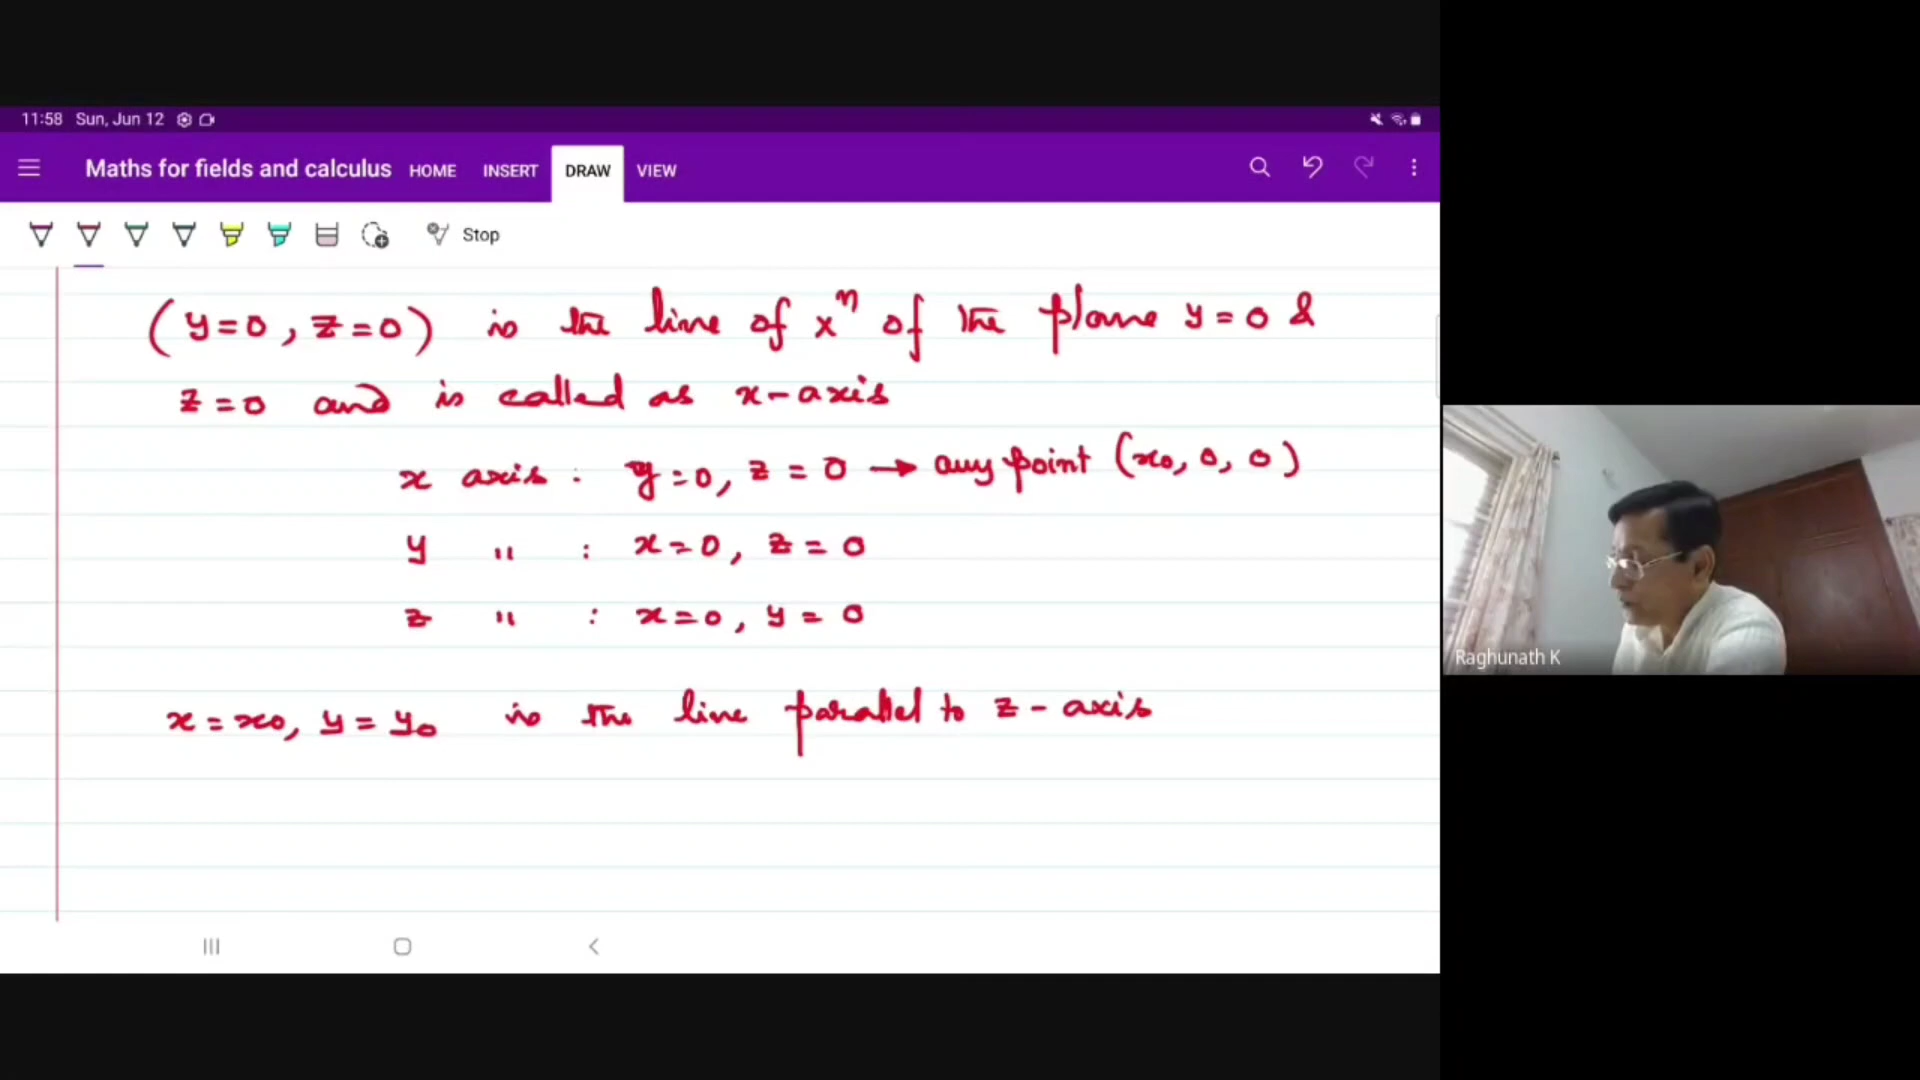 11:58 Sun, Jun 12
Maths for fields and calculus HOME INSERT DRAW VIEW
Stop
(y=0, z=0) is the line of xⁿ of the plane y=0 &
z=0 and is called as x-axis
x axis : y=0, z=0 → any point (x₀, 0, 0)
y " : x=0, z=0
z " : x=0, y=0
x=x₀, y=y₀ is the line parallel to z-axis
Raghunath K